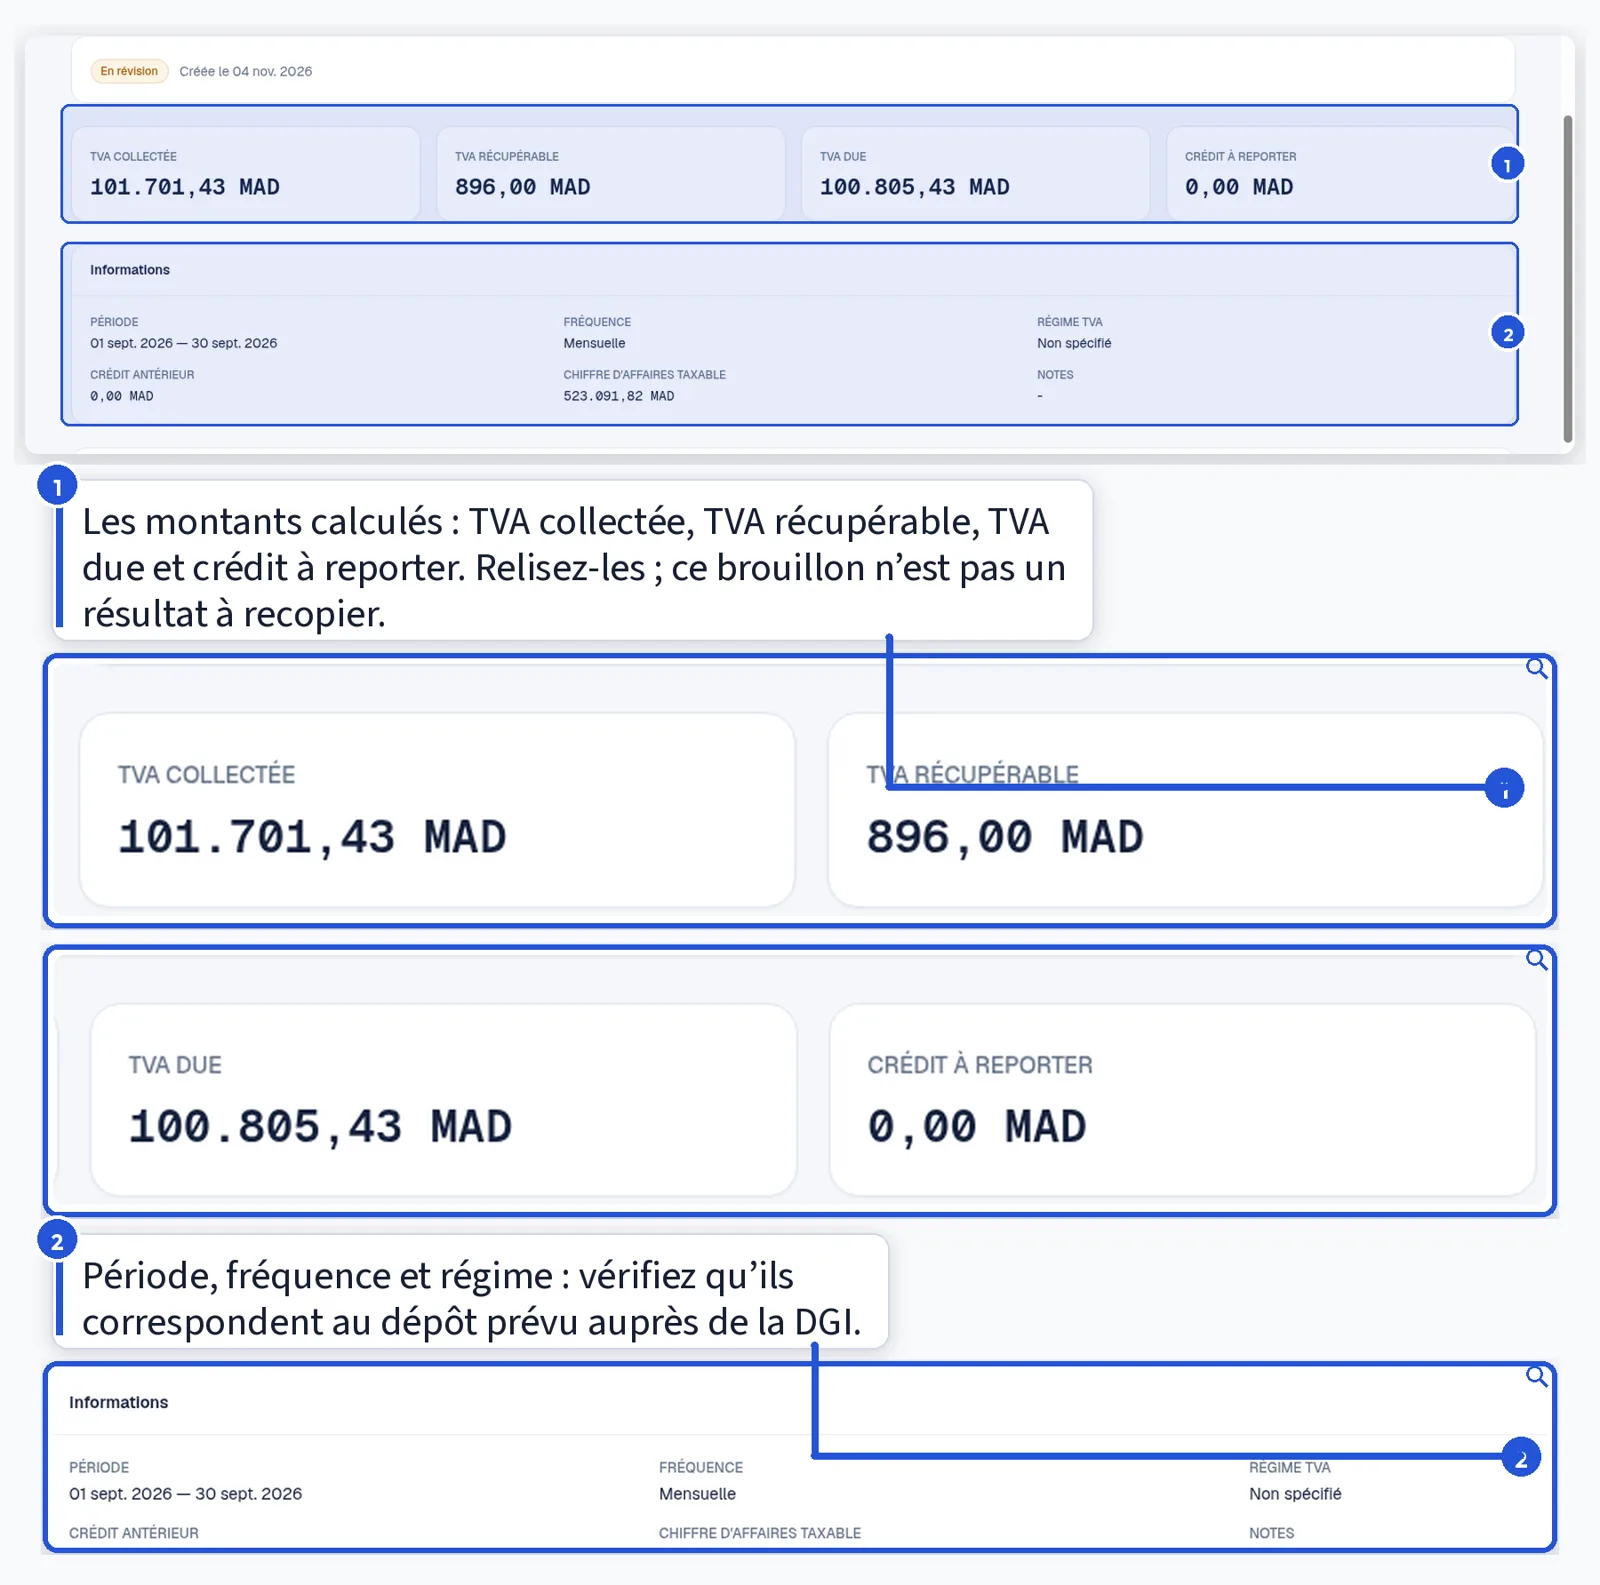 En révision Créée le 04 nov. 2026
TVA COLLECTÉE TVA RÉCUPÉRABLE TVA DUE CRÉDIT À REPORTER
101.701,43 MAD 896,00 MAD 100.805,43 MAD 0,00 MAD
1
Informations
PÉRIODE FRÉQUENCE RÉGIME TVA
01 sept. 2026 — 30 sept. 2026 Mensuelle Non spécifié
2
CRÉDIT ANTÉRIEUR CHIFFRE D'AFFAIRES TAXABLE NOTES
0,00 MAD 523.091,82 MAD -
1
Les montants calculés : TVA collectée, TVA récupérable, TVA
due et crédit à reporter. Relisez-les ; ce brouillon n’est pas un
résultat à recopier.
TVA COLLECTÉE TVA RÉCUPÉRABLE
1
101.701,43 MAD 896,00 MAD
TVA DUE CRÉDIT À REPORTER
100.805,43 MAD 0,00 MAD
2
Période, fréquence et régime : vérifiez qu’ils
correspondent au dépôt prévu auprès de la DGI.
Informations
2
PÉRIODE FRÉQUENCE RÉGIME TVA
01 sept. 2026 — 30 sept. 2026 Mensuelle Non spécifié
CRÉDIT ANTÉRIEUR CHIFFRE D'AFFAIRES TAXABLE NOTES